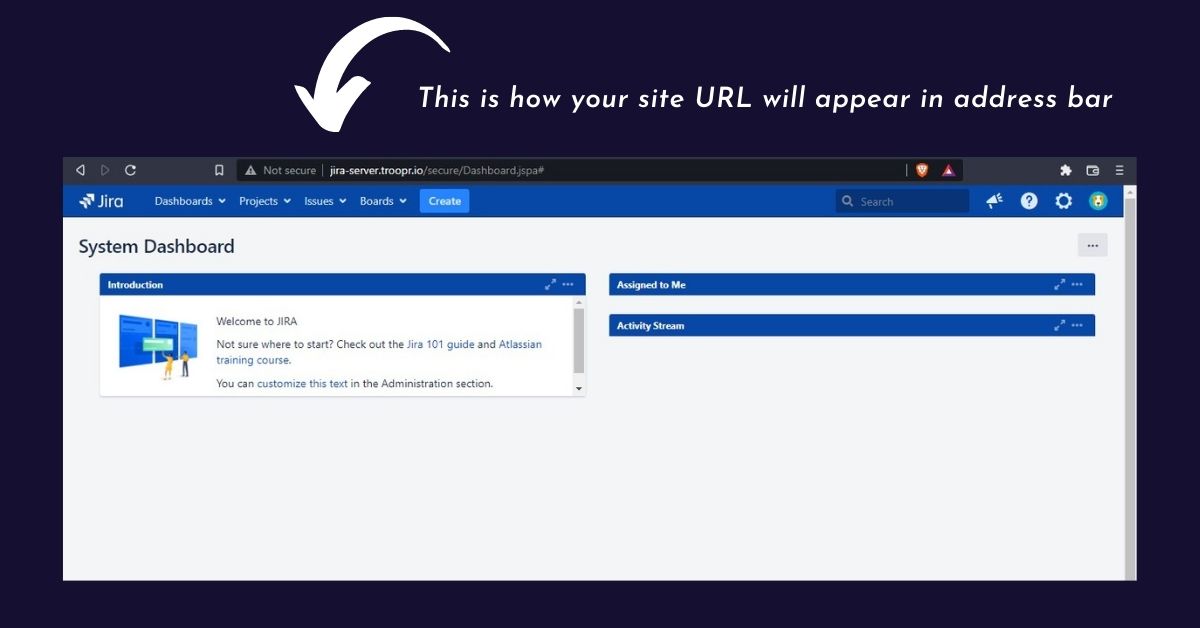 This is how your site URL will appear in address bar
Not secure | jira-server.troopr.io/secure/Dashboard.jspa#
Jira Dashboards Projects Issues Boards Create Search
System Dashboard
Introduction
Welcome to JIRA
Not sure where to start? Check out the Jira 101 guide and Atlassian
training course.
You can customize this text in the Administration section.
Assigned to Me
Activity Stream